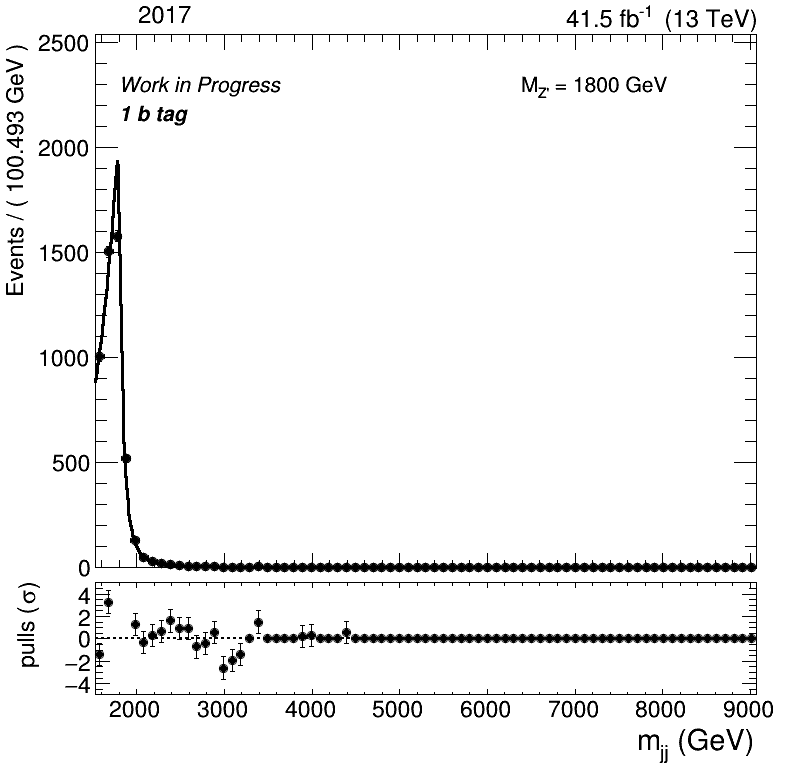 2017 41.5 fb⁻¹ (13 TeV)
Events / ( 100.493 GeV )
2500
2000
1500
1000
500
0
Work in Progress
1 b tag
M_Z' = 1800 GeV
pulls (σ)
4
2
0
−2
−4
2000 3000 4000 5000 6000 7000 8000 9000
m_jj (GeV)